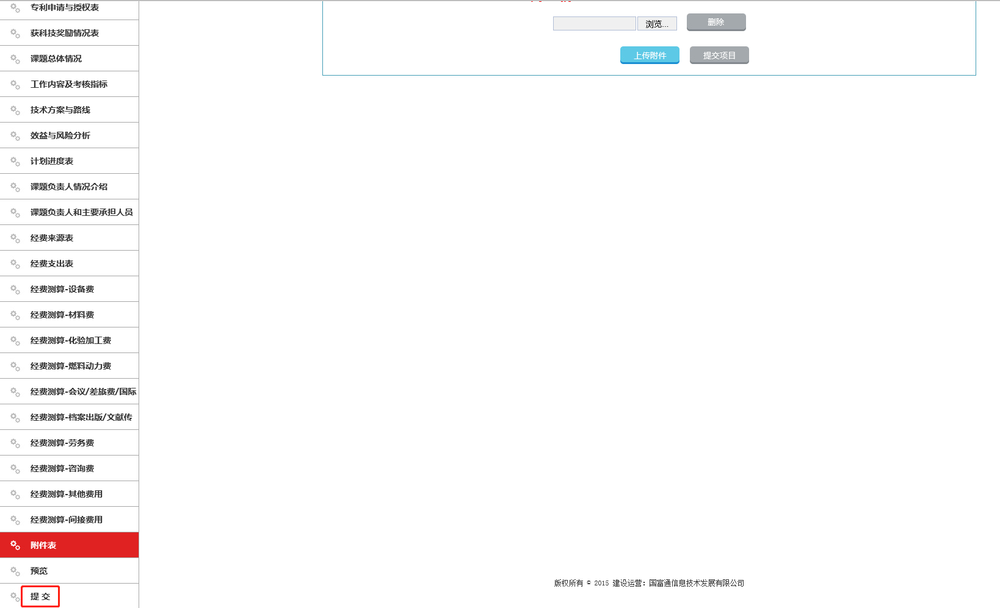 专利申请与授权表
获科技奖励情况表
课题总体情况
工作内容及考核指标
技术方案与路线
效益与风险分析
计划进度表
课题负责人情况介绍
课题负责人和主要承担人员
经费来源表
经费支出表
经费测算-设备费
经费测算-材料费
经费测算-化验加工费
经费测算-燃料动力费
经费测算-会议/差旅费/国际
经费测算-档案出版/文献传
经费测算-劳务费
经费测算-咨询费
经费测算-其他费用
经费测算-间接费用
附件表
预览
提 交
浏览...
删除
上传附件
提交项目
版权所有 © 2015 建设运营：国富通信息技术发展有限公司